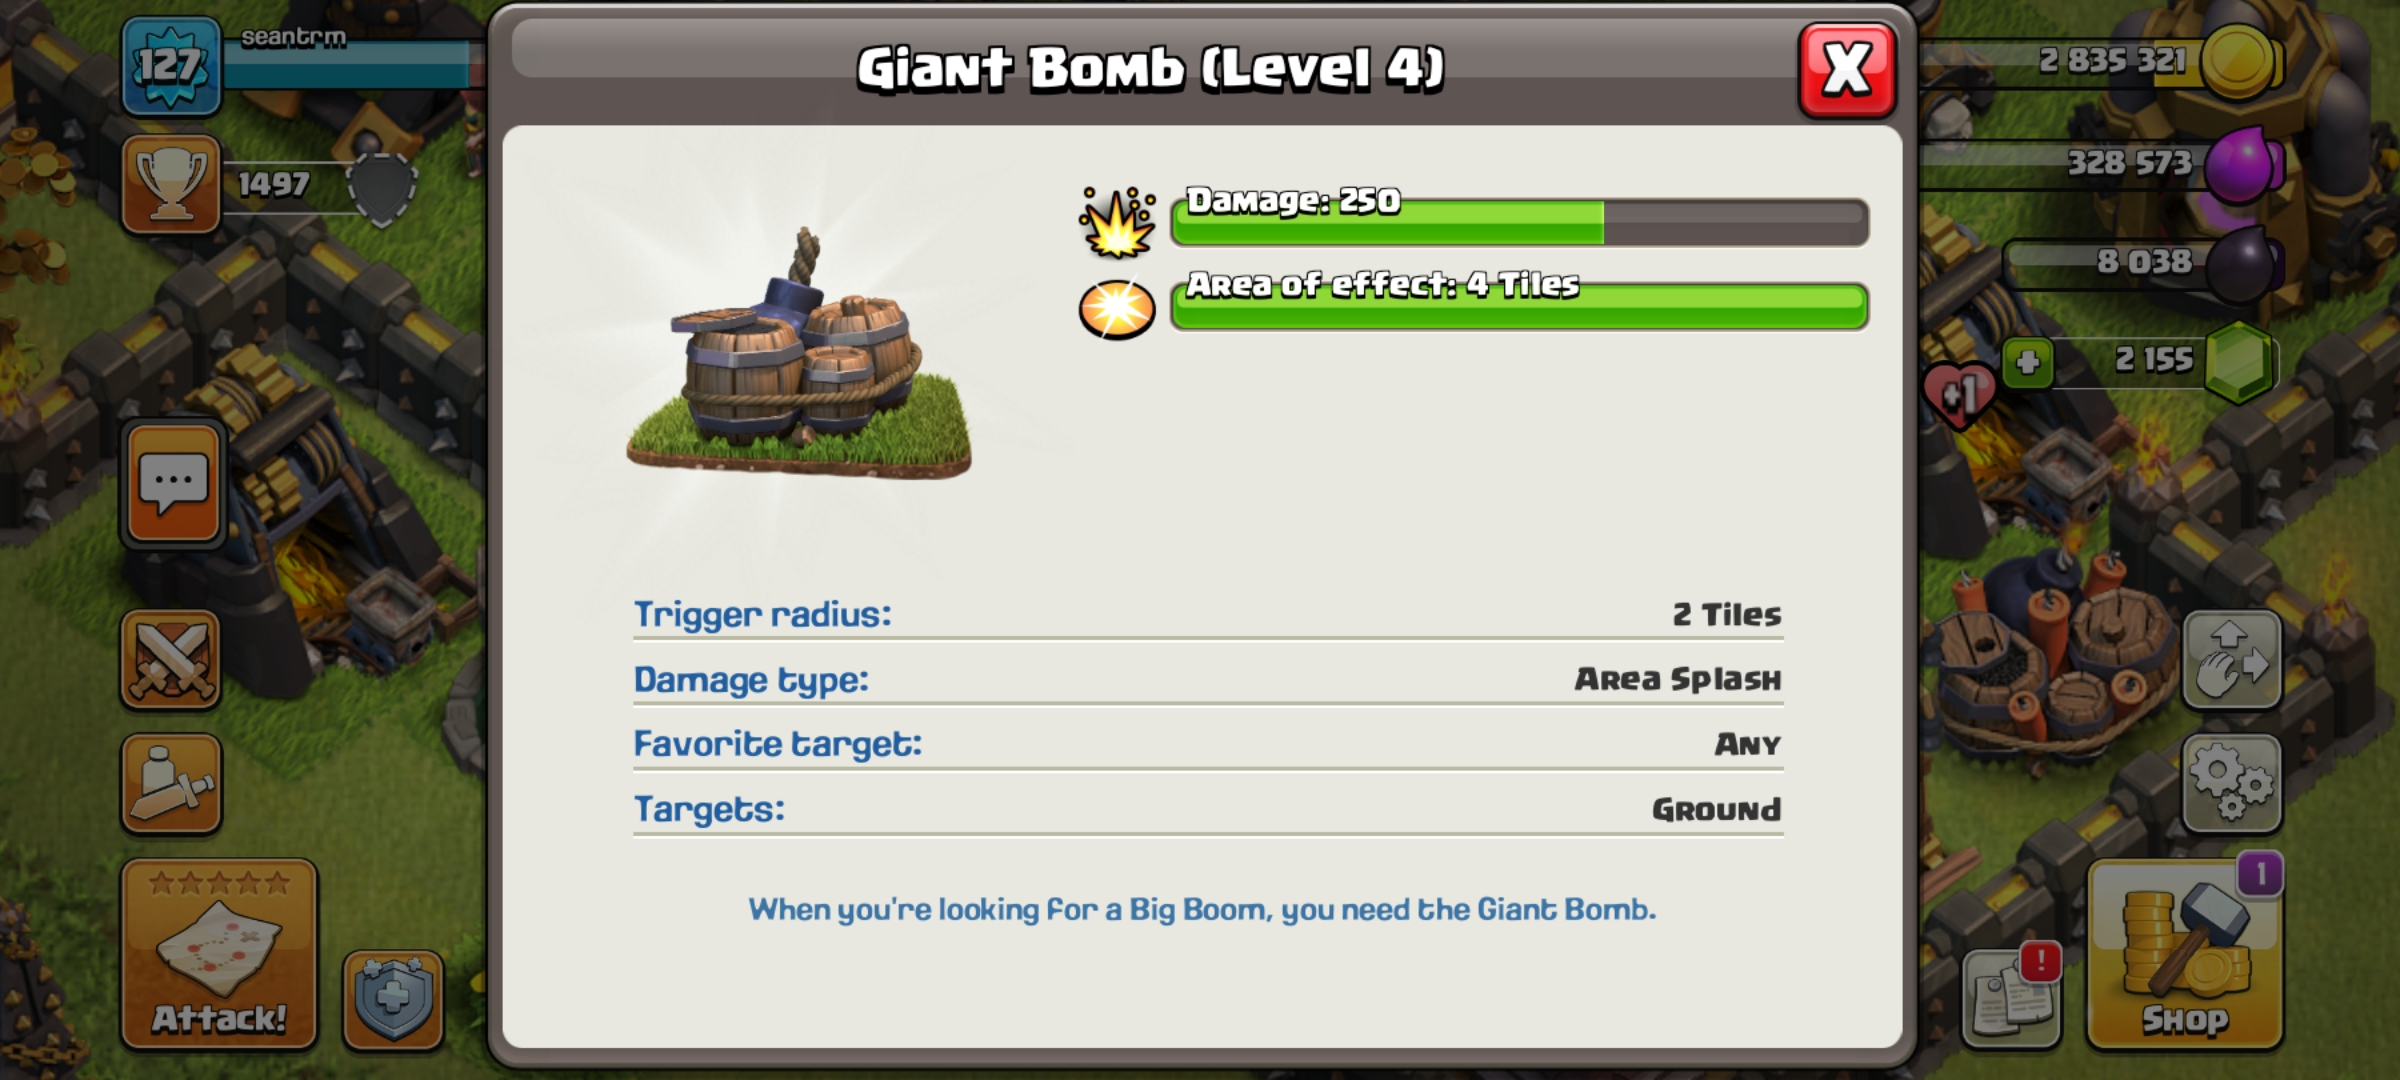 127
seantrm
Giant Bomb (Level 4)
X
2 835 321
1497
Damage: 250
328 573
Area of effect: 4 Tiles
8 038
2 155
+1
Trigger radius: 2 Tiles
Damage type: Area Splash
Favorite target: Any
Targets: Ground
When you're looking for a Big Boom, you need the Giant Bomb.
1
!
Attack!
Shop